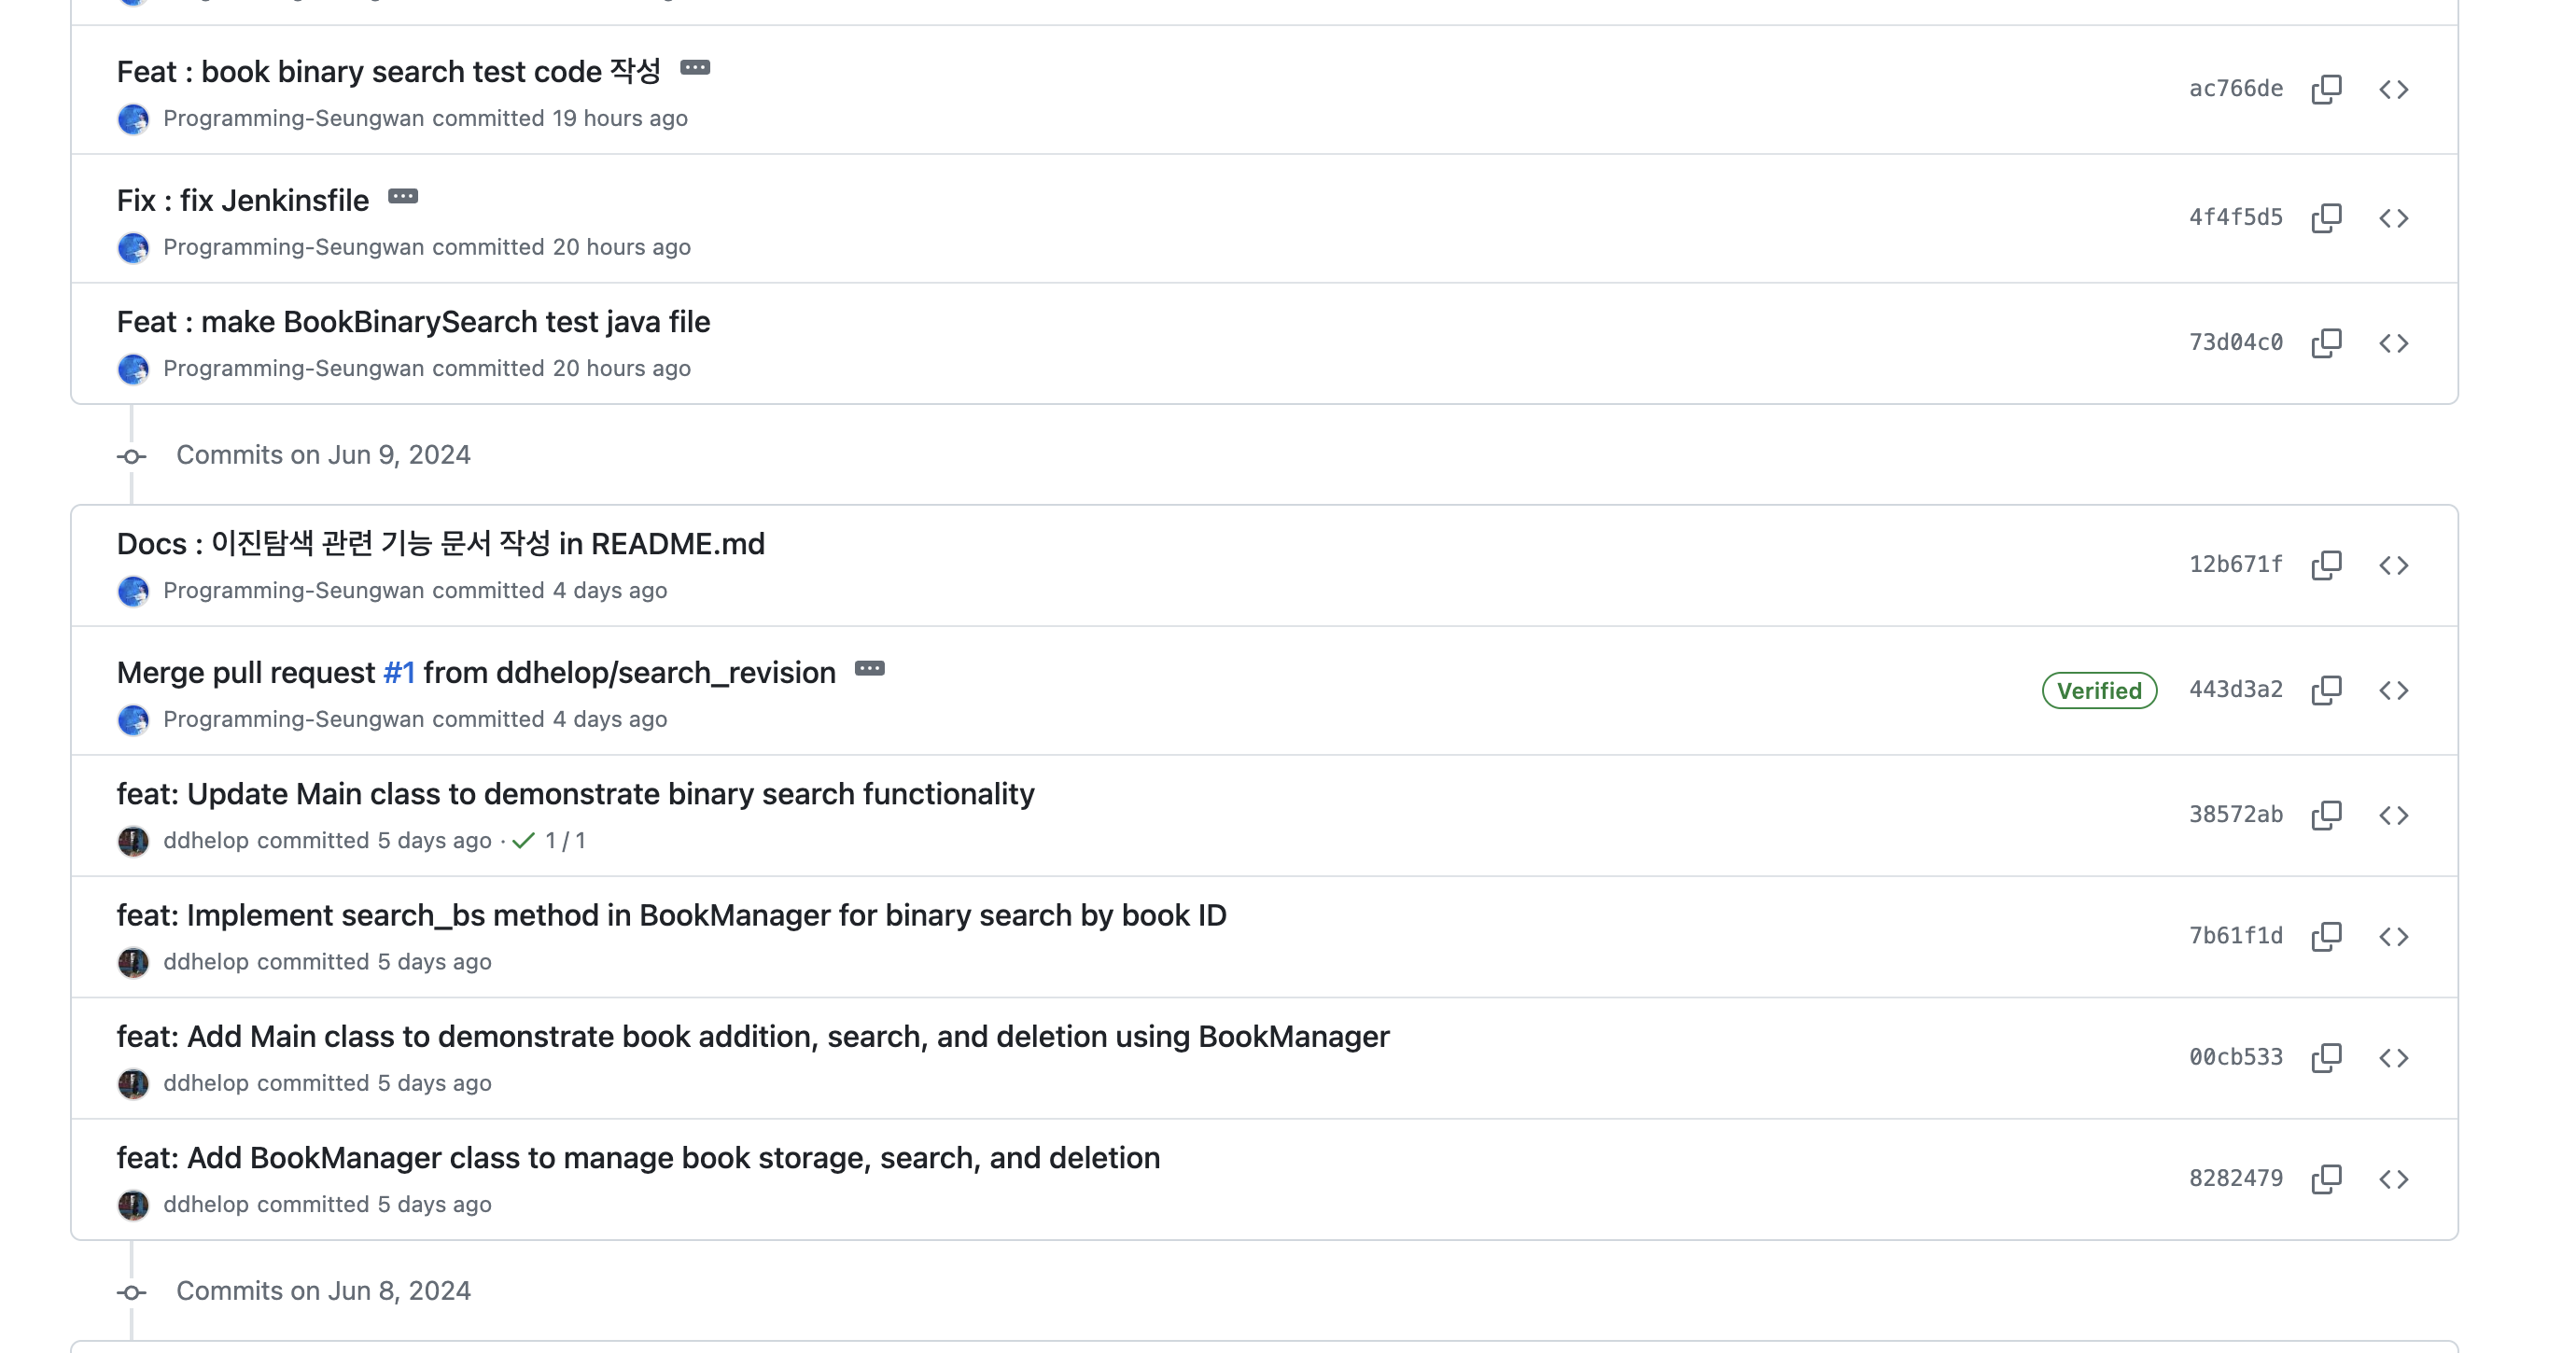 Feat : book binary search test code 작성
Programming-Seungwan committed 19 hours ago
ac766de
Fix : fix Jenkinsfile
Programming-Seungwan committed 20 hours ago
4f4f5d5
Feat : make BookBinarySearch test java file
Programming-Seungwan committed 20 hours ago
73d04c0
Commits on Jun 9, 2024
Docs : 이진탐색 관련 기능 문서 작성 in README.md
Programming-Seungwan committed 4 days ago
12b671f
Merge pull request #1 from ddhelop/search_revision
Programming-Seungwan committed 4 days ago
Verified 443d3a2
feat: Update Main class to demonstrate binary search functionality
ddhelop committed 5 days ago · 1 / 1
38572ab
feat: Implement search_bs method in BookManager for binary search by book ID
ddhelop committed 5 days ago
7b61f1d
feat: Add Main class to demonstrate book addition, search, and deletion using BookManager
ddhelop committed 5 days ago
00cb533
feat: Add BookManager class to manage book storage, search, and deletion
ddhelop committed 5 days ago
8282479
Commits on Jun 8, 2024